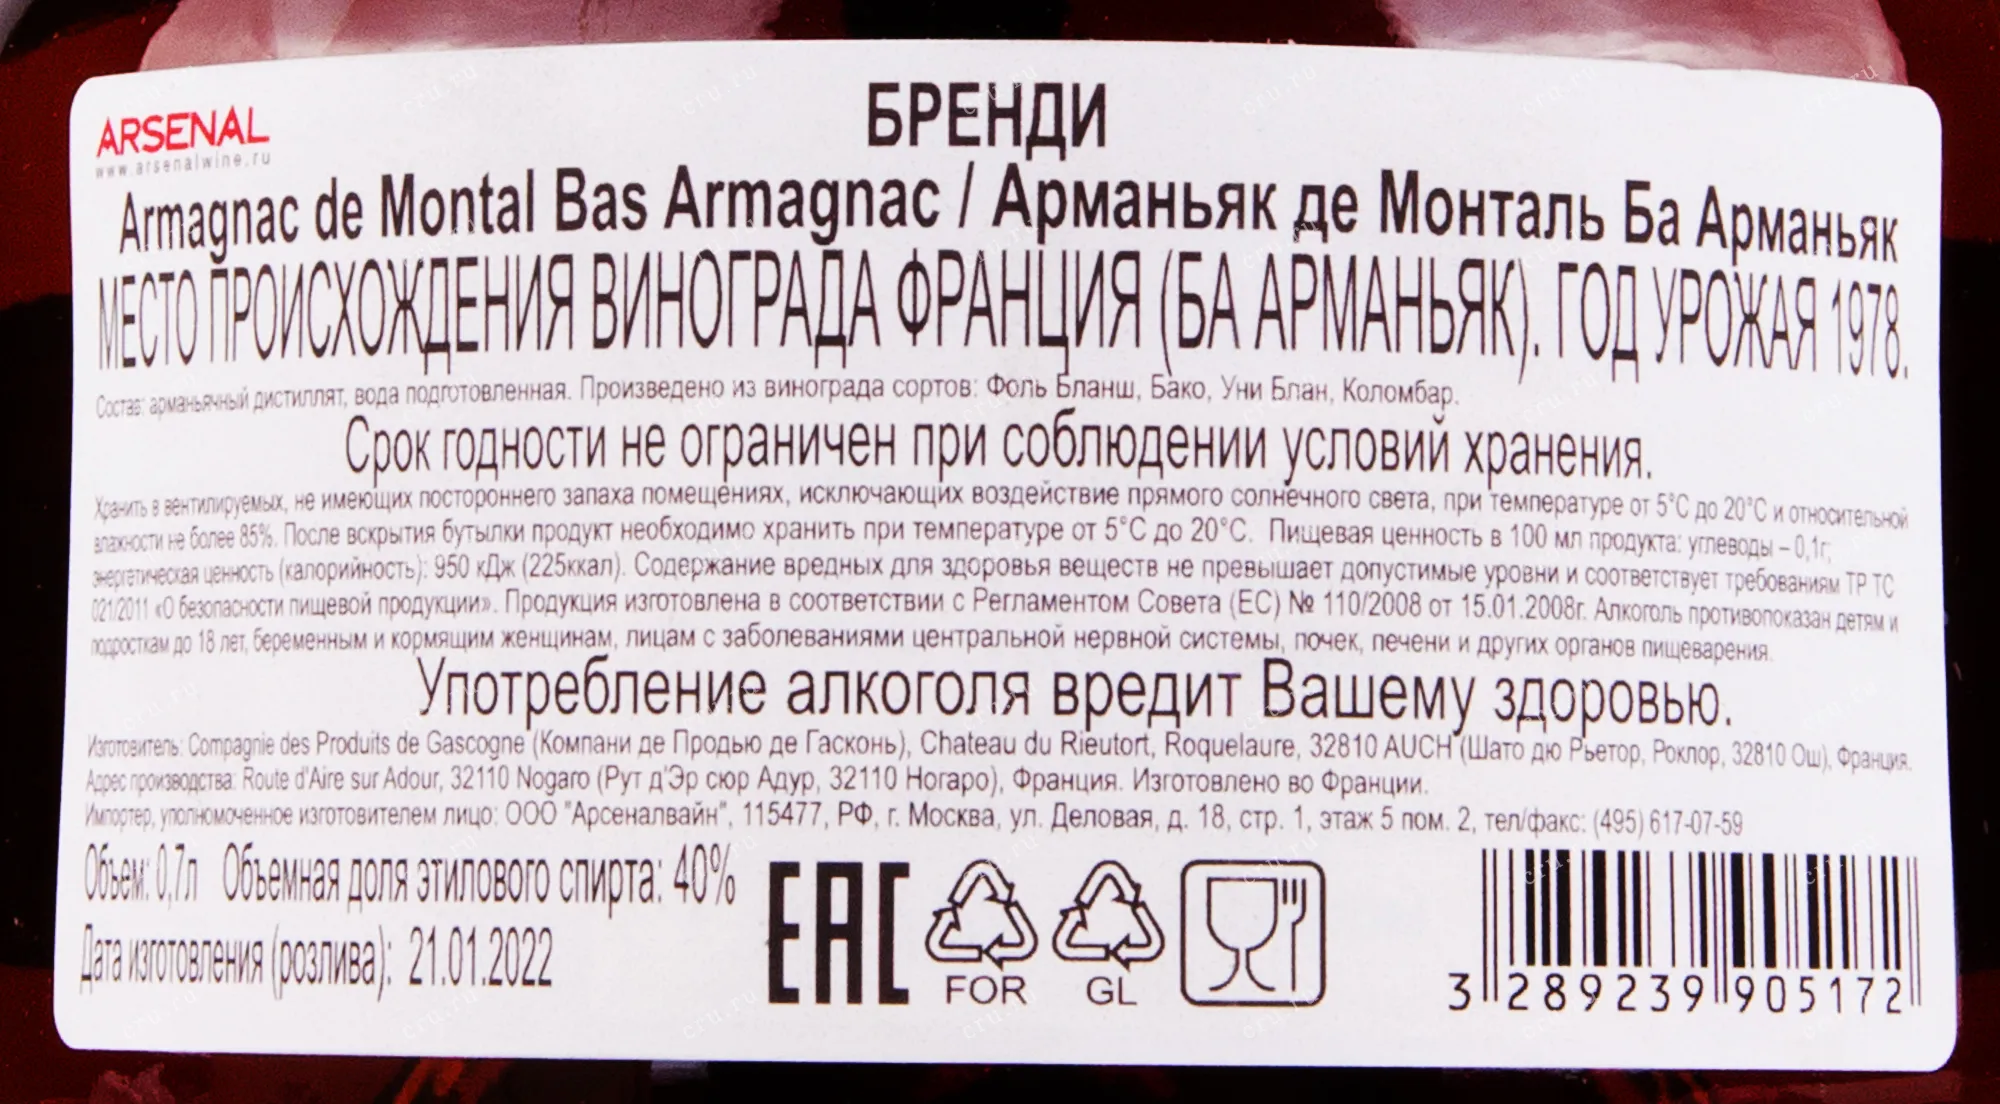 ARSENAL
www.arsenalwine.ru
БРЕНДИ
Armagnac de Montal Bas Armagnac / Арманьяк де Монталь Ба Арманьяк
МЕСТО ПРОИСХОЖДЕНИЯ ВИНОГРАДА ФРАНЦИЯ (БА АРМАНЬЯК). ГОД УРОЖАЯ 1978.
Состав: арманьячный дистиллят, вода подготовленная. Произведено из винограда сортов: Фоль Бланш, Бако, Уни Блан, Коломбар.
Срок годности не ограничен при соблюдении условий хранения.
Хранить в вентилируемых, не имеющих постороннего запаха помещениях, исключающих воздействие прямого солнечного света, при температуре от 5°C до 20°C и относительной
влажности не более 85%. После вскрытия бутылки продукт необходимо хранить при температуре от 5°C до 20°C. Пищевая ценность в 100 мл продукта: углеводы – 0,1г;
энергетическая ценность (калорийность): 950 кДж (225ккал). Содержание вредных для здоровья веществ не превышает допустимые уровни и соответствует требованиям ТР ТС
021/2011 «О безопасности пищевой продукции». Продукция изготовлена в соответствии с Регламентом Совета (ЕС) № 110/2008 от 15.01.2008г. Алкоголь противопоказан детям и
подросткам до 18 лет, беременным и кормящим женщинам, лицам с заболеваниями центральной нервной системы, почек, печени и других органов пищеварения.
Употребление алкоголя вредит Вашему здоровью.
Изготовитель: Compagnie des Produits de Gascogne (Компани де Продью де Гасконь), Chateau du Rieutort, Roquelaure, 32810 AUCH (Шато дю Рьетор, Роклор, 32810 Ош), Франция.
Адрес производства: Route d'Aire sur Adour, 32110 Nogaro (Рут д'Эр сюр Адур, 32110 Ногаро), Франция. Изготовлено во Франции.
Импортер, уполномоченное изготовителем лицо: ООО "Арсеналвайн", 115477, РФ, г. Москва, ул. Деловая, д. 18, стр. 1, этаж 5 пом. 2, тел/факс: (495) 617-07-59
Объем: 0,7л Объемная доля этилового спирта: 40%
Дата изготовления (розлива): 21.01.2022
EAC
FOR
GL
3 289239 905172